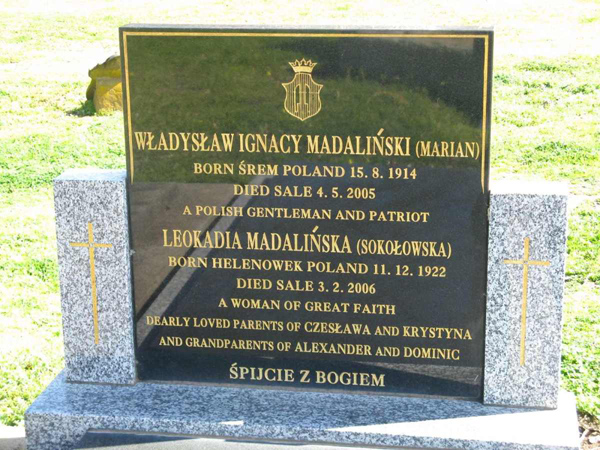 WŁADYSŁAW IGNACY MADALIŃSKI (MARIAN)
BORN ŚREM POLAND 15. 8. 1914
DIED SALE 4. 5. 2005
A POLISH GENTLEMAN AND PATRIOT
LEOKADIA MADALIŃSKA (SOKOŁOWSKA)
BORN HELENOWEK POLAND 11. 12. 1922
DIED SALE 3. 2. 2006
A WOMAN OF GREAT FAITH
DEARLY LOVED PARENTS OF CZESŁAWA AND KRYSTYNA
AND GRANDPARENTS OF ALEXANDER AND DOMINIC
ŚPIJCIE Z BOGIEM